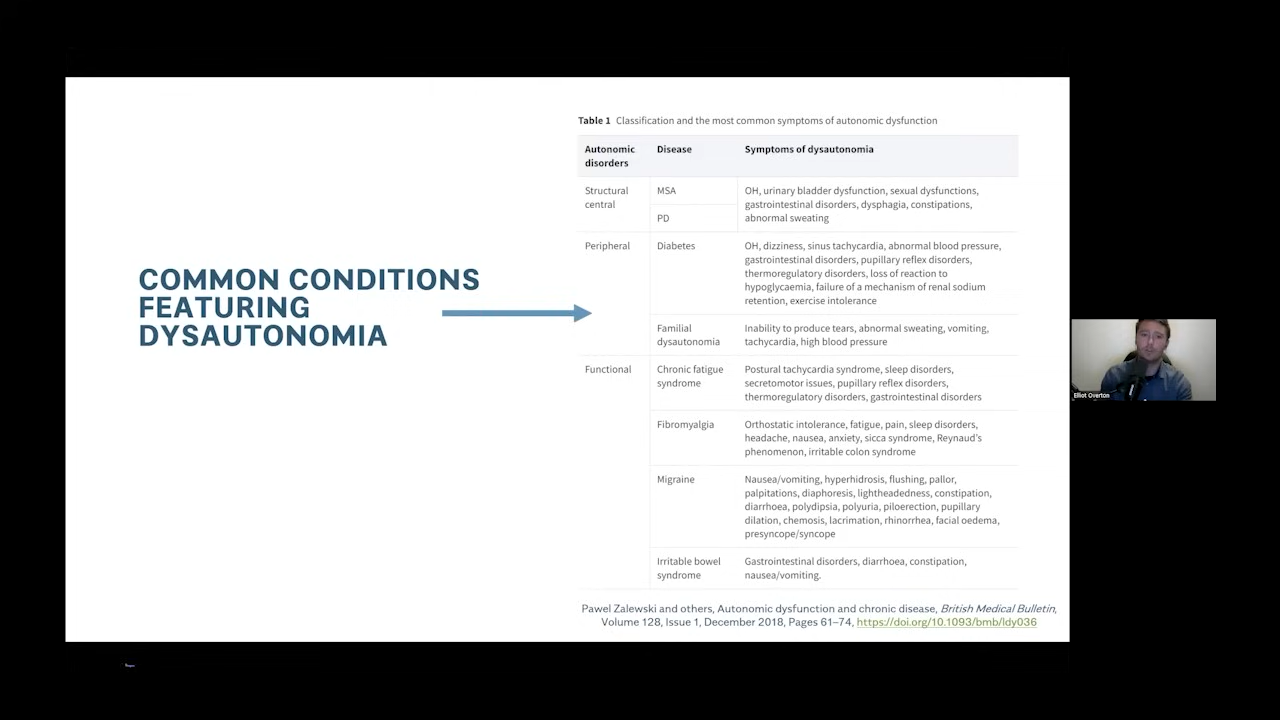 COMMON CONDITIONS
FEATURING
DYSAUTONOMIA
Table 1 Classification and the most common symptoms of autonomic dysfunction
Autonomic disorders
Disease
Symptoms of dysautonomia
Structural central
MSA
PD
OH, urinary bladder dysfunction, sexual dysfunctions,
gastrointestinal disorders, dysphagia, constipations,
abnormal sweating
Peripheral
Diabetes
OH, dizziness, sinus tachycardia, abnormal blood pressure,
gastrointestinal disorders, pupillary reflex disorders,
thermoregulatory disorders, loss of reaction to
hypoglycaemia, failure of a mechanism of renal sodium
retention, exercise intolerance
Familial
dysautonomia
Inability to produce tears, abnormal sweating, vomiting,
tachycardia, high blood pressure
Functional
Chronic fatigue
syndrome
Postural tachycardia syndrome, sleep disorders,
secretomotor issues, pupillary reflex disorders,
thermoregulatory disorders, gastrointestinal disorders
Fibromyalgia
Orthostatic intolerance, fatigue, pain, sleep disorders,
headache, nausea, anxiety, sicca syndrome, Reynaud's
phenomenon, irritable colon syndrome
Migraine
Nausea/vomiting, hyperhidrosis, flushing, pallor,
palpitations, diaphoresis, lightheadedness, constipation,
diarrhoea, polydipsia, polyuria, piloerection, pupillary
dilation, chemosis, lacrimation, rhinorrhea, facial oedema,
presyncope/syncope
Irritable bowel
syndrome
Gastrointestinal disorders, diarrhoea, constipation,
nausea/vomiting.
Pawel Zalewski and others, Autonomic dysfunction and chronic disease, British Medical Bulletin,
Volume 128, Issue 1, December 2018, Pages 61–74, https://doi.org/10.1093/bmb/ldy036
Elliot Overton